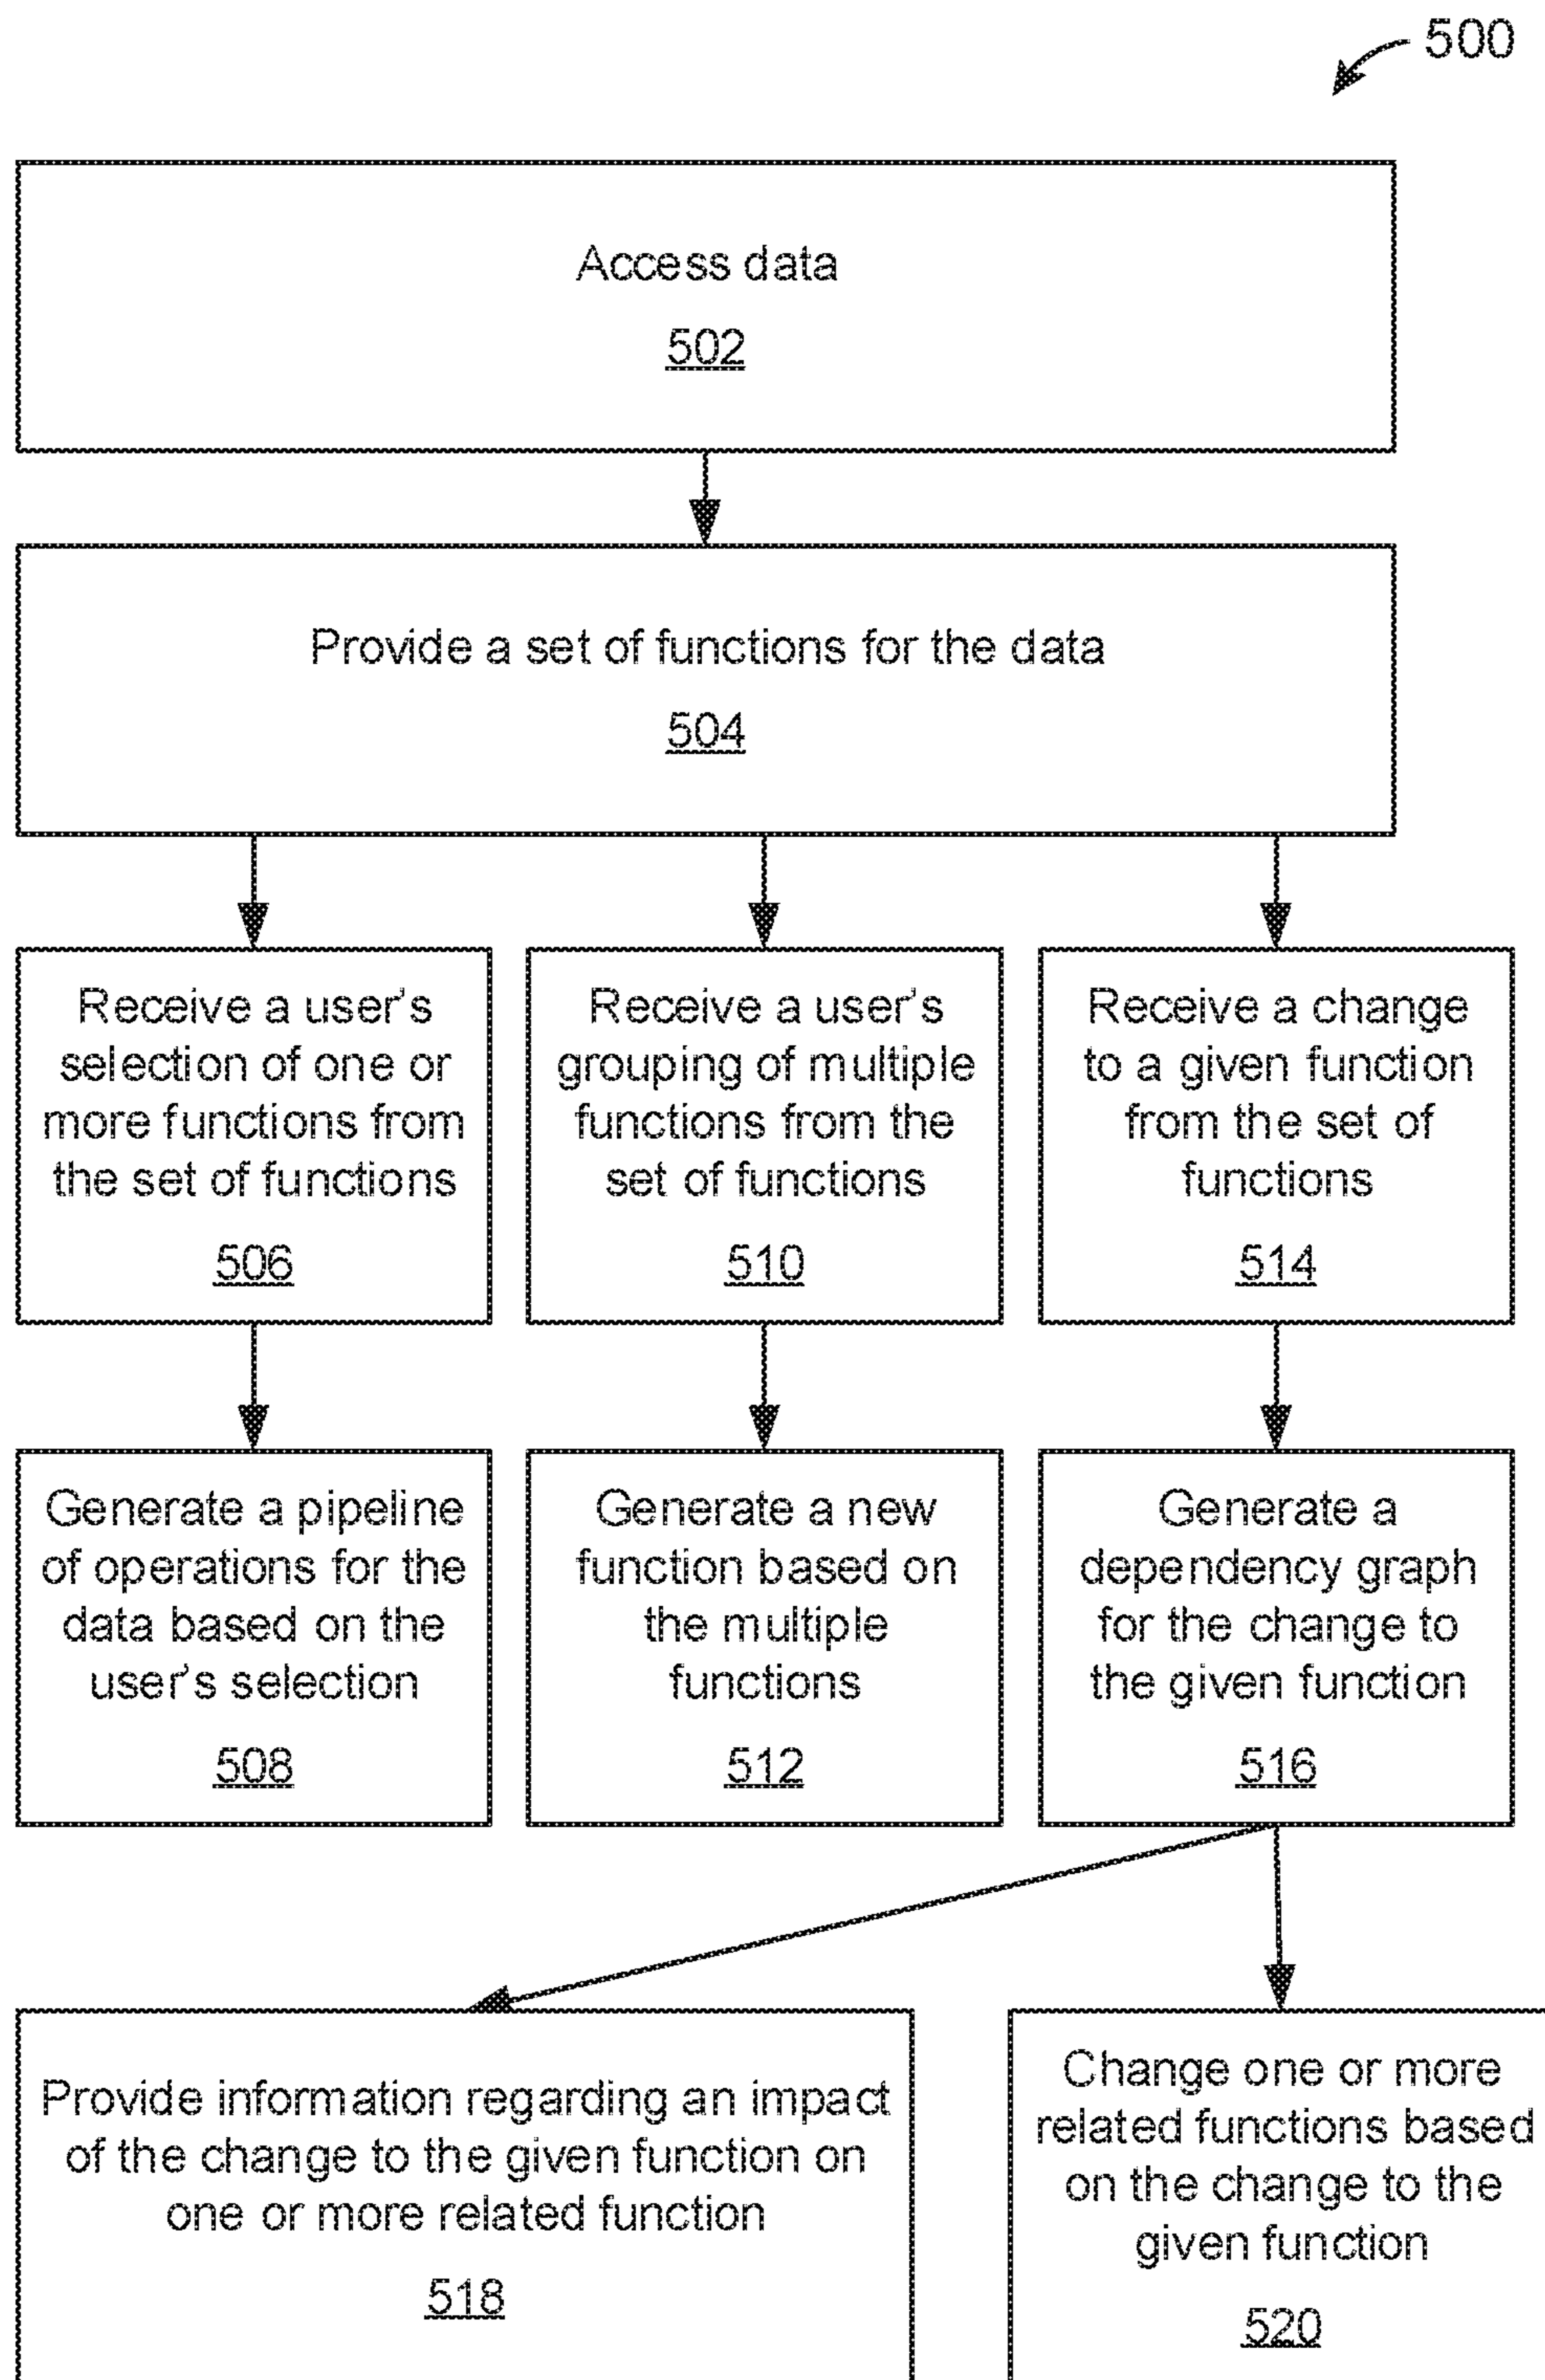 500
Access data
502
Provide a set of functions for the data
504
Receive a user's
selection of one or
more functions from
the set of functions
506
Receive a user's
grouping of multiple
functions from the
set of functions
510
Receive a change
to a given function
from the set of
functions
514
Generate a pipeline
of operations for the
data based on the
user's selection
508
Generate a new
function based on
the multiple
functions
512
Generate a
dependency graph
for the change to
the given function
516
Provide information regarding an impact
of the change to the given function on
one or more related function
518
Change one or more
related functions based
on the change to the
given function
520